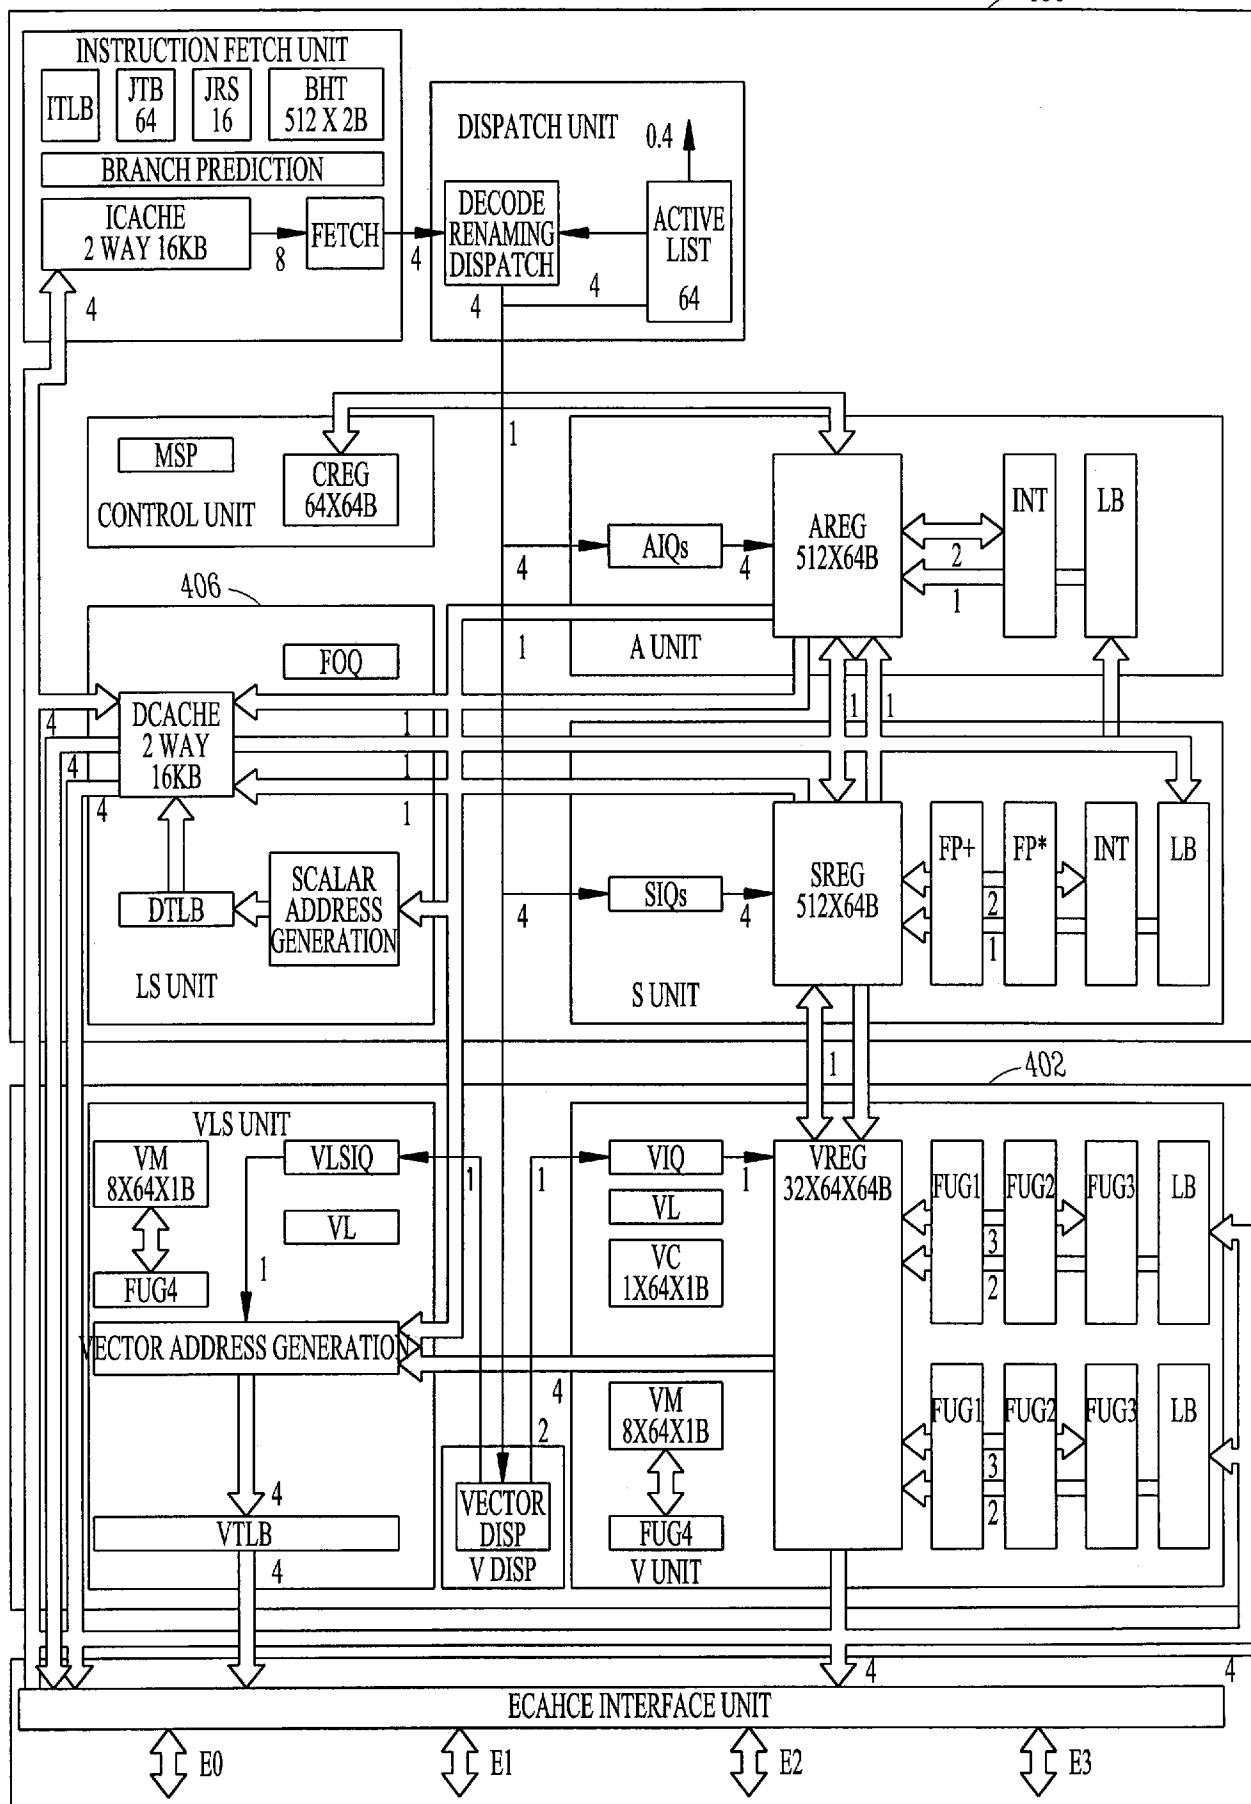 INSTRUCTION FETCH UNIT
ITLB
JTB
64
JRS
16
BHT
512 X 2B
BRANCH PREDICTION
ICACHE
2 WAY 16KB
8
FETCH
4
4
DISPATCH UNIT
0.4
DECODE
RENAMING
DISPATCH
ACTIVE
LIST
64
4
4
1
MSP
CREG
64X64B
CONTROL UNIT
AIQs
4
4
AREG
512X64B
INT
LB
2
1
A UNIT
406
FOQ
1
DCACHE
2 WAY
16KB
4
4
4
1
1
1
1
1
DTLB
SCALAR
ADDRESS
GENERATION
LS UNIT
SIQs
4
4
SREG
512X64B
FP+
FP*
INT
LB
2
1
S UNIT
1
402
VLS UNIT
VM
8X64X1B
VLSIQ
1
VL
1
FUG4
VECTOR ADDRESS GENERATION
4
VTLB
4
VIQ
1
1
VL
VC
1X64X1B
VREG
32X64X64B
FUG1
FUG2
FUG3
LB
3
2
4
2
VM
8X64X1B
FUG4
VECTOR
DISP
V DISP
V UNIT
FUG1
FUG2
FUG3
LB
3
2
4
4
ECAHCE INTERFACE UNIT
E0
E1
E2
E3